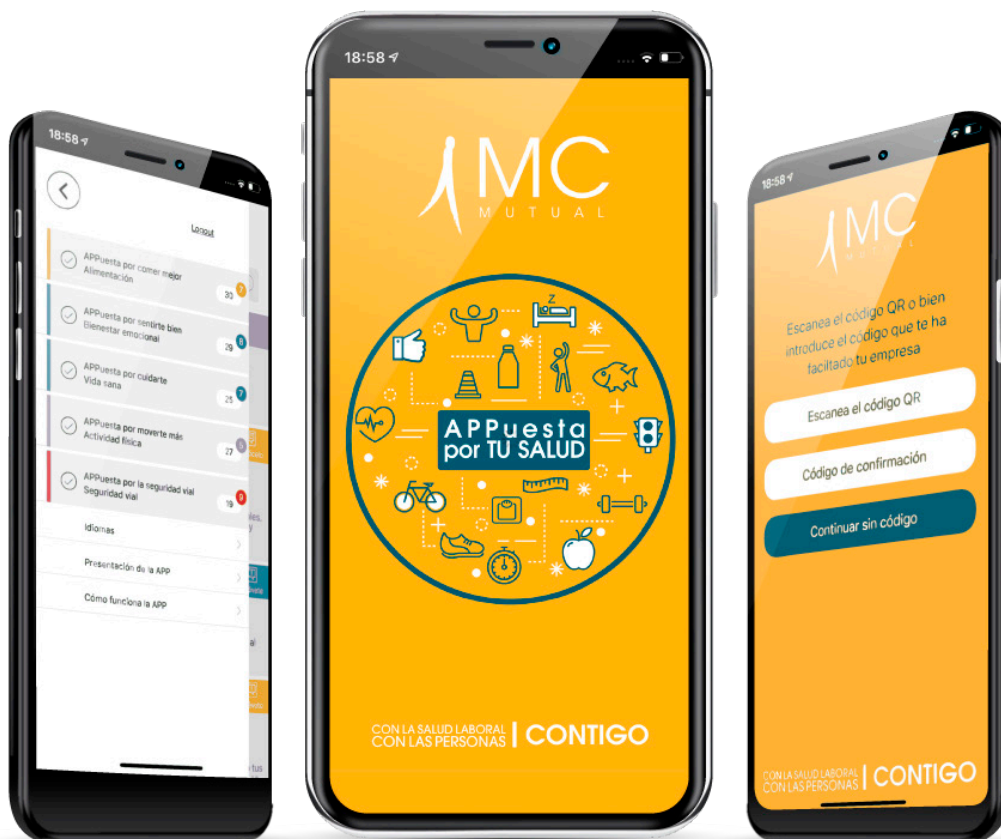 18:58
Logout
APPuesta por comer mejor
Alimentación
30
7
APPuesta por sentirte bien
Bienestar emocional
29
8
APPuesta por cuidarte
Vida sana
25
7
APPuesta por moverte más
Actividad física
27
APPuesta por la seguridad vial
Seguridad vial
19
9
Idiomas
Presentación de la APP
Cómo funciona la APP
18:58
MC
MUTUAL
Z
APPuesta
por TU SALUD
CON LA SALUD LABORAL
CON LAS PERSONAS
CONTIGO
18:58
MC
MUTUAL
Escanea el código QR o bien
introduce el código que te ha
faciltado tu empresa
Escanea el código QR
Código de confirmación
Continuar sin código
CON LA SALUD LABORAL
CON LAS PERSONAS
CONTIGO